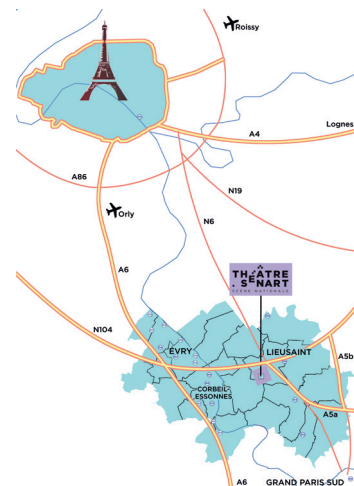 Roissy
A4
Lognes
A86
N19
Orly
N6
A6
THÉÂTRE
SÉNART
SCÈNE NATIONALE
N104
ÉVRY
LIEUSAINT
A5b
CORBEIL-
ESSONNES
A5a
A6
GRAND PARIS SUD